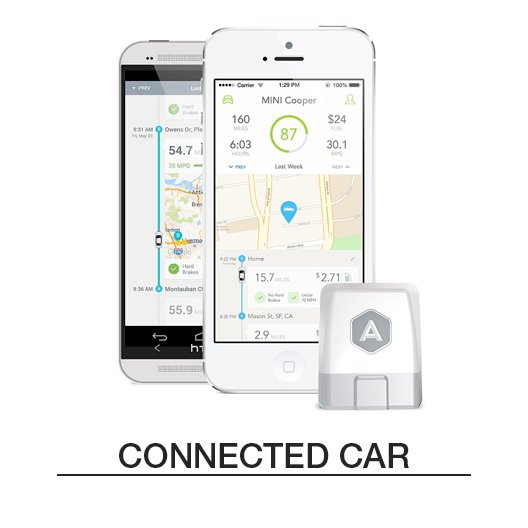 PREV
Last
Hard
Brakes
9:31 AM
Fri, May 23
B
Owens Dr, Ple
54.7
35 MPG
Hard
Brakes
8:36 AM
A
Montauban C
55.9
Carrier
1:29 PM
100%
MINI Cooper
160
MILES
87
$24
FUEL
6:03
HOURS
30.1
MPG
PREV
Last Week
NEXT
9:22 PM
B
Home
15.7 MILES
$2.71
No Hard
Brakes
Under
70 MPH
8:20 PM
A
Mason St, SF, CA
2.9 MILES
A
CONNECTED CAR